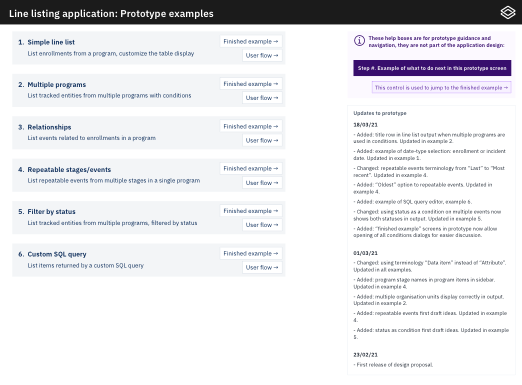 Line listing application: Prototype examples
1. Simple line list
List enrollments from a program, customize the table display
Finished example →
User flow →
2. Multiple programs
List tracked entities from multiple programs with conditions
Finished example →
User flow →
3. Relationships
List events related to enrollments in a program
Finished example →
User flow →
4. Repeatable stages/events
List repeatable events from multiple stages in a single program
Finished example →
User flow →
5. Filter by status
List tracked entities from multiple programs, filtered by status
Finished example →
User flow →
6. Custom SQL query
List items returned by a custom SQL query
Finished example →
User flow →
These help boxes are for prototype guidance and
navigation, they are not part of the application design:
Step #. Example of what to do next in this prototype screen
This control is used to jump to the finished example →
Updates to prototype
18/03/21
- Added: title row in line list output when multiple programs are
used in conditions. Updated in example 2.
- Added: example of date-type selection: enrollment or incident
date. Updated in example 1.
- Changed: repeatable events terminology from "Last" to "Most
recent". Updated in example 4.
- Added: "Oldest" option to repeatable events. Updated in
example 4.
- Added: example of SQL query editor, example 6.
- Changed: using status as a condition on multiple events now
shows both statuses in output. Updated in example 5.
- Added: "finished example" screens in prototype now allow
opening of all conditions dialogs for easier discussion.
01/03/21
- Changed: using terminology "Data item" instead of "Attribute".
Updated in all examples.
- Added: program stage names in program items in sidebar.
Updated in example 4.
- Added: multiple organisation units display correctly in output.
Updated in example 2.
- Added: repeatable events first draft ideas. Updated in example
4.
- Added: status as condition first draft ideas. Updated in example
5.
23/02/21
- First release of design proposal.